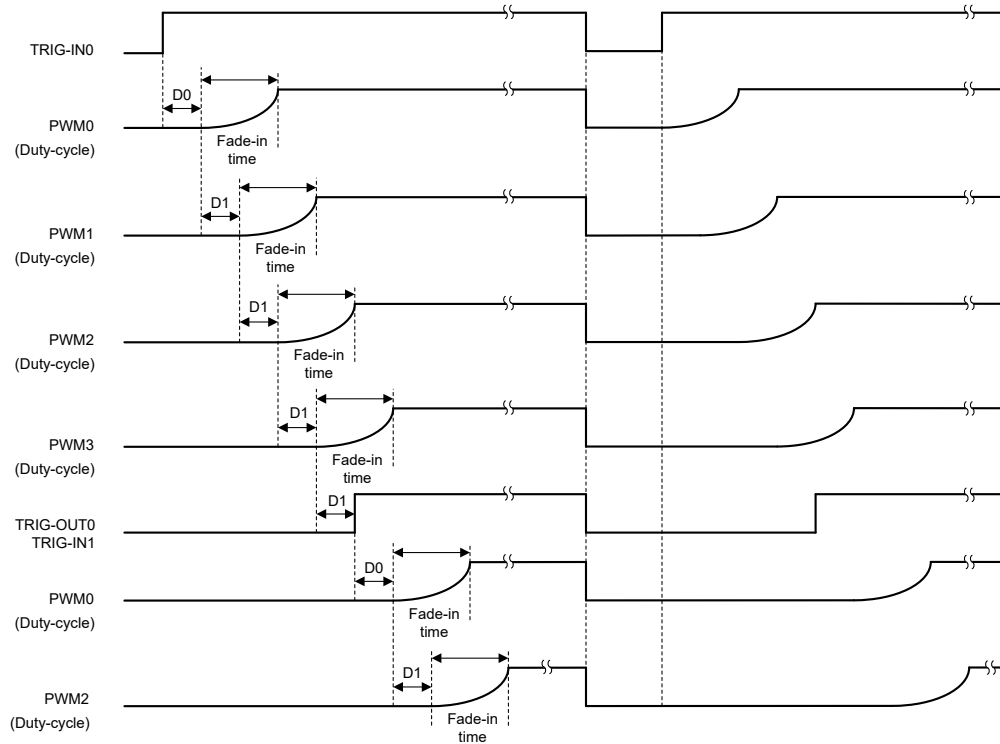 TRIG-IN0
D0
PWM0
(Duty-cycle)
Fade-in
time
D1
PWM1
(Duty-cycle)
Fade-in
time
D1
PWM2
(Duty-cycle)
Fade-in
time
D1
PWM3
(Duty-cycle)
Fade-in
time
D1
TRIG-OUT0
TRIG-IN1
D0
PWM0
(Duty-cycle)
Fade-in
time
D1
PWM2
(Duty-cycle)
Fade-in
time